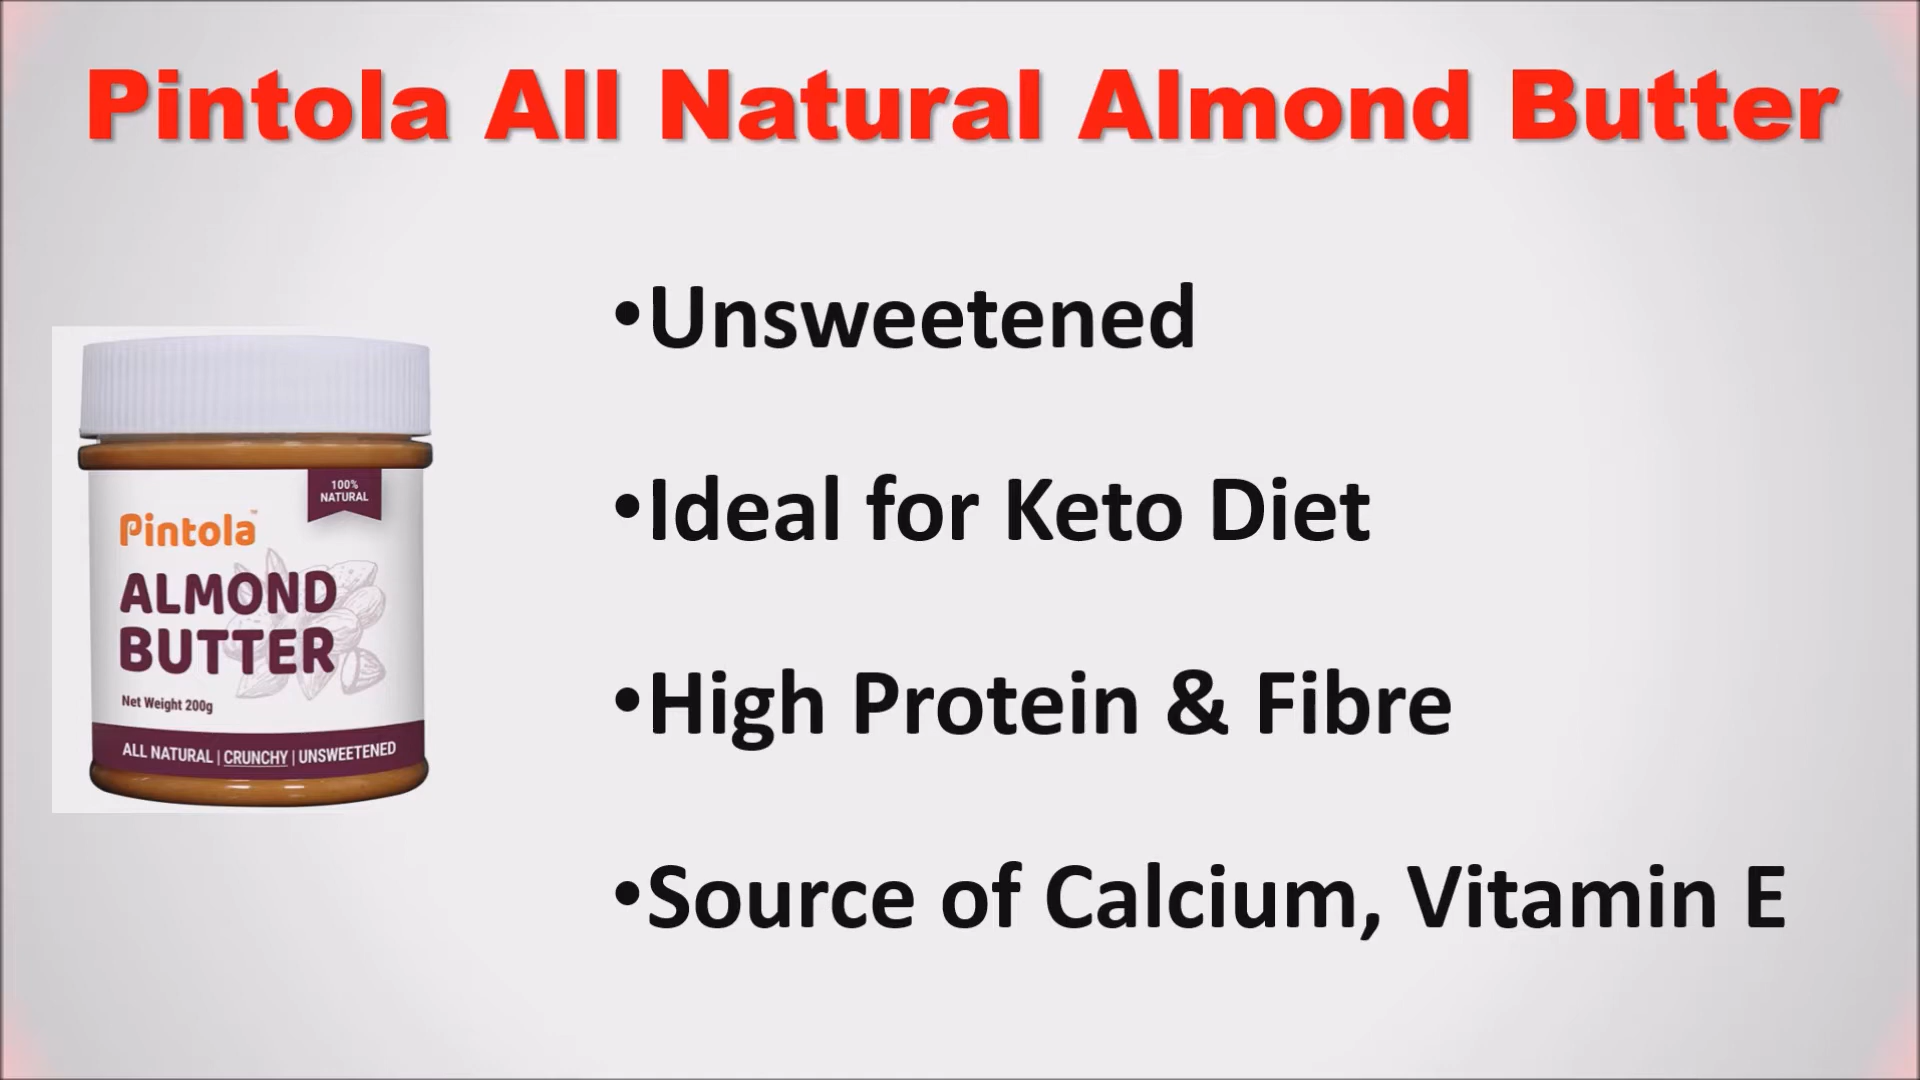 Pintola All Natural Almond Butter
•Unsweetened
•Ideal for Keto Diet
•High Protein & Fibre
•Source of Calcium, Vitamin E
100%
NATURAL
Pintola™
ALMOND
BUTTER
Net Weight 200g
ALL NATURAL | CRUNCHY | UNSWEETENED